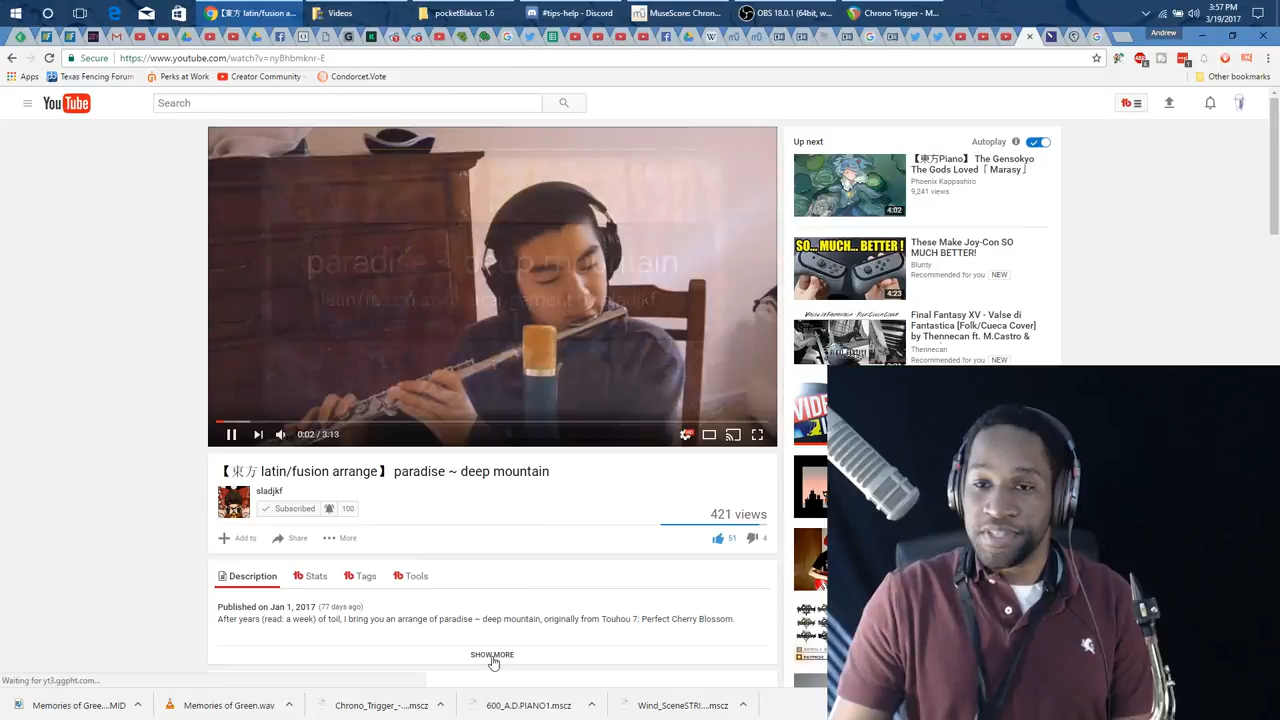 【東方 latin/fusion a...
Videos
pocketBlakus 1.6
#tips-help - Discord
MuseScore: Chron...
OBS 18.0.1 (64bit, w...
Chrono Trigger - M...
3:57 PM
3/19/2017
Andrew
Secure
https://www.youtube.com/watch?v=nyBhbmknr-E
Apps
Texas Fencing Forum
Perks at Work
Creator Community
Condorcet.Vote
Other bookmarks
YouTube
Search
paradise ~ deep mountain
latin/fusion
arrangement by sladjkf
0:02 / 3:13
【東方 latin/fusion arrange】 paradise ~ deep mountain
sladjkf
Subscribed 100
421 views
Add to Share More
51 4
Description Stats Tags Tools
Published on Jan 1, 2017 (77 days ago)
After years (read: a week) of toil, I bring you an arrange of paradise ~ deep mountain, originally from Touhou 7: Perfect Cherry Blossom.
SHOW MORE
Up next
Autoplay
【東方Piano】 The Gensokyo
The Gods Loved「 Marasy」
Phoenix Kappashiro
9,241 views
4:02
SO... MUCH... BETTER !
4:23
These Make Joy-Con SO
MUCH BETTER!
Blunty
Recommended for you NEW
Final Fantasy XV - Valse di
Fantastica [Folk/Cueca Cover]
by Thennecan ft. M.Castro &
Thennecan
Recommended for you NEW
Waiting for yt3.ggpht.com...
Memories of Gree....MID
Memories of Green.wav
Chrono_Trigger_-....mscz
600_A.D.PIANO1.mscz
Wind_SceneSTRI....mscz